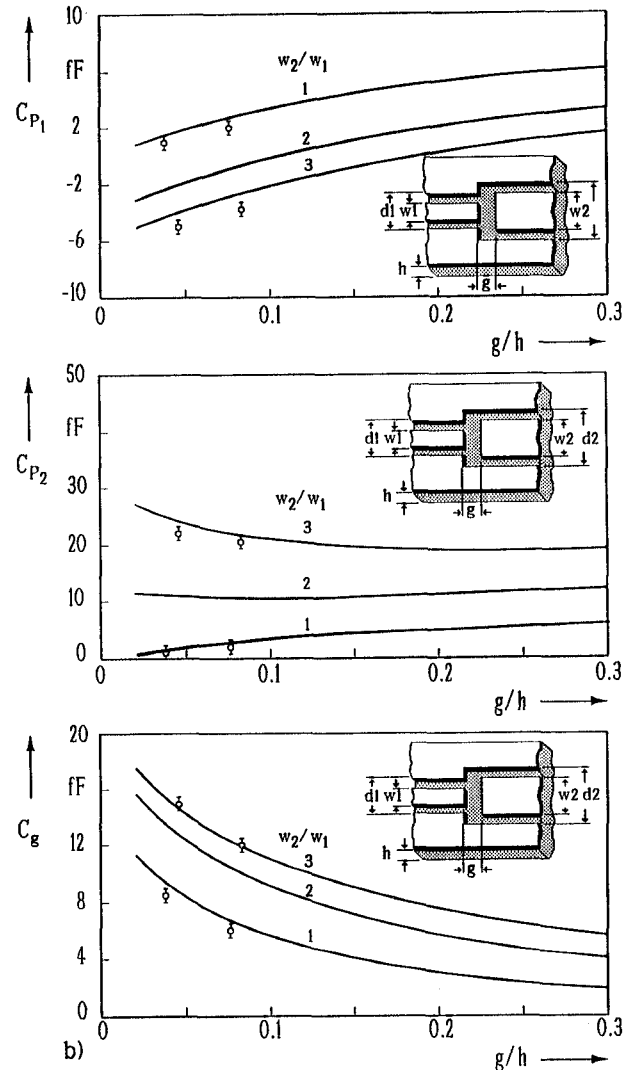 10
fF
C_P1
2
-2
-6
-10
w2/w1
1
2
3
d1 w1 w2
h
g
0 0.1 0.2 0.3
g/h
50
fF
C_P2
30
20
10
0
w2/w1
3
2
1
d1 w1 w2 d2
h
g
0 0.1 0.2 0.3
g/h
20
fF
C_g
12
8
4
0
w2/w1
3
2
1
d1 w1 w2 d2
h
g
0 0.1 0.2 0.3
b) g/h